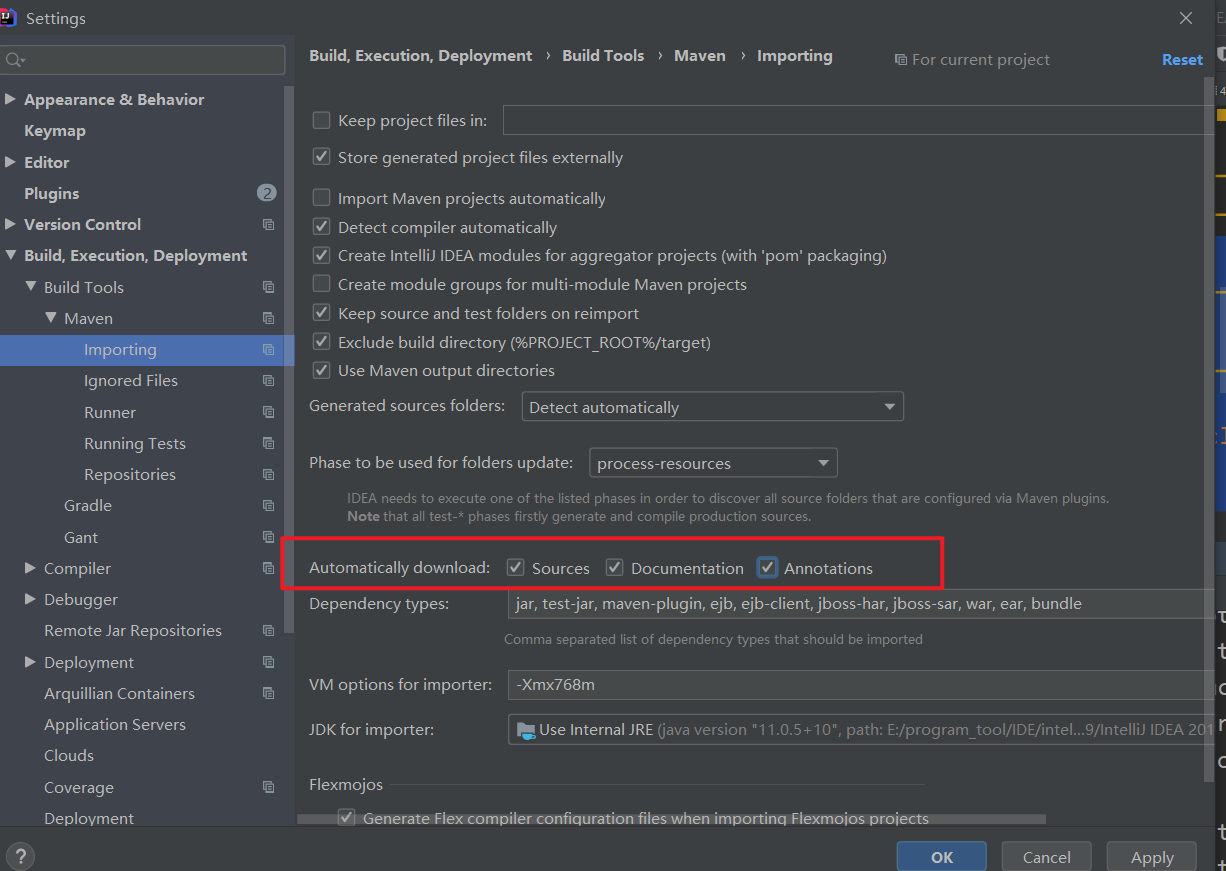 Settings
Build, Execution, Deployment › Build Tools › Maven › Importing
For current project
Reset
Appearance & Behavior
Keymap
Editor
Plugins
2
Version Control
Build, Execution, Deployment
Build Tools
Maven
Importing
Ignored Files
Runner
Running Tests
Repositories
Gradle
Gant
Compiler
Debugger
Remote Jar Repositories
Deployment
Arquillian Containers
Application Servers
Clouds
Coverage
Deployment
Keep project files in:
Store generated project files externally
Import Maven projects automatically
Detect compiler automatically
Create IntelliJ IDEA modules for aggregator projects (with 'pom' packaging)
Create module groups for multi-module Maven projects
Keep source and test folders on reimport
Exclude build directory (%PROJECT_ROOT%/target)
Use Maven output directories
Generated sources folders: Detect automatically
Phase to be used for folders update: process-resources
IDEA needs to execute one of the listed phases in order to discover all source folders that are configured via Maven plugins.
Note that all test-* phases firstly generate and compile production sources.
Automatically download: Sources Documentation Annotations
Dependency types: jar, test-jar, maven-plugin, ejb, ejb-client, jboss-har, jboss-sar, war, ear, bundle
Comma separated list of dependency types that should be imported
VM options for importer: -Xmx768m
JDK for importer: Use Internal JRE (java version "11.0.5+10", path: E:/program_tool/IDE/intel...9/IntelliJ IDEA 201
Flexmojos
Generate Flex compiler configuration files when importing Flexmojos projects
?
OK
Cancel
Apply